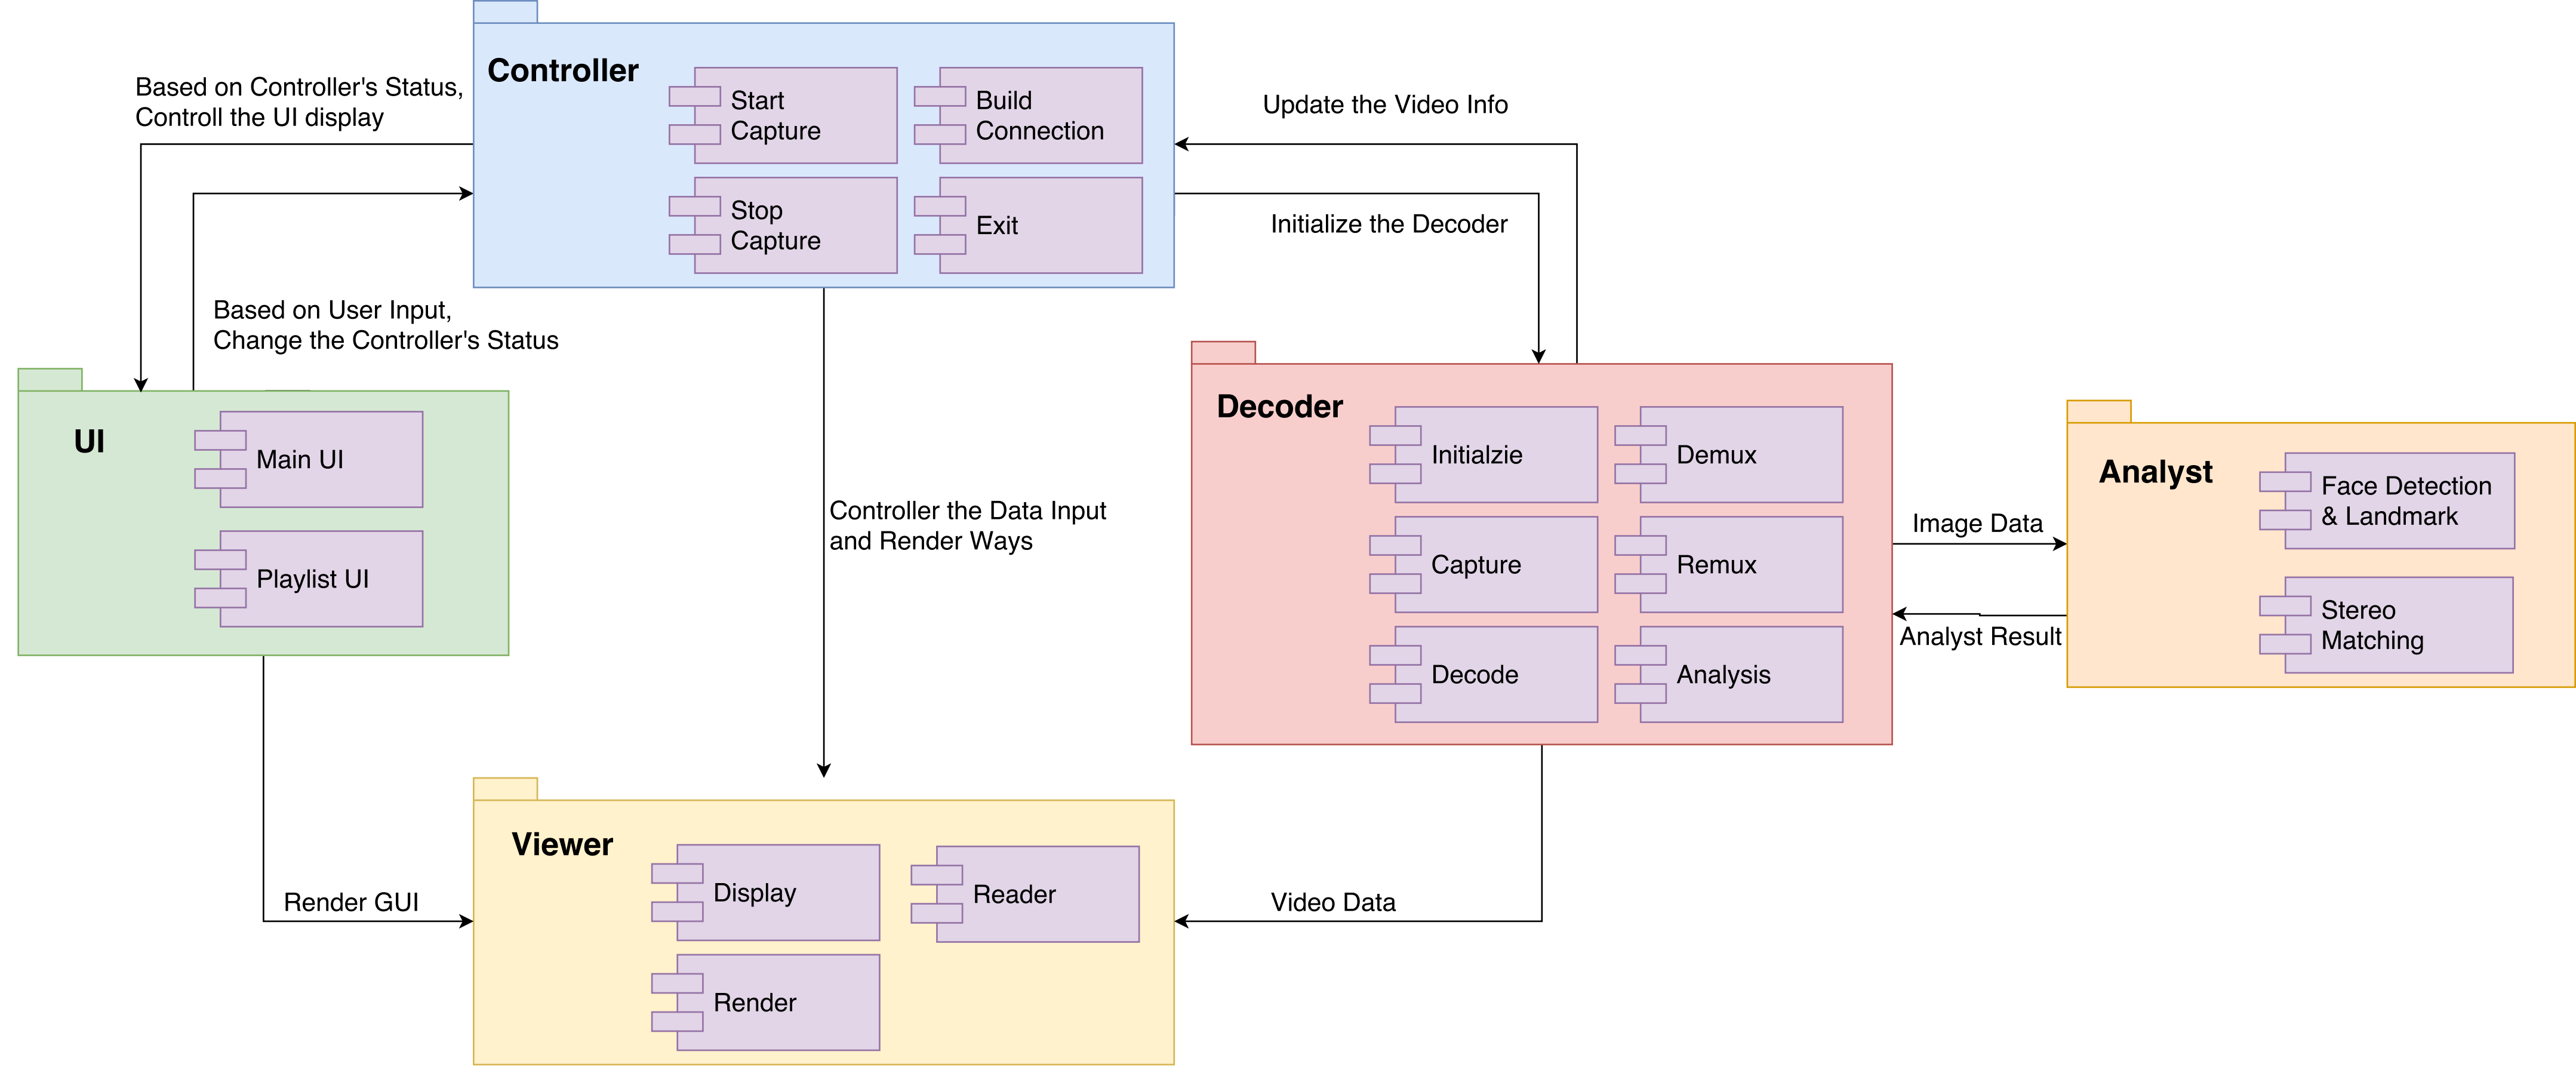 Controller
Start
Capture
Build
Connection
Stop
Capture
Exit
Based on Controller's Status,
Controll the UI display
Update the Video Info
Initialize the Decoder
Based on User Input,
Change the Controller's Status
UI
Main UI
Playlist UI
Controller the Data Input
and Render Ways
Decoder
Initialzie
Demux
Capture
Remux
Decode
Analysis
Image Data
Analyst Result
Analyst
Face Detection
& Landmark
Stereo
Matching
Render GUI
Viewer
Display
Reader
Render
Video Data